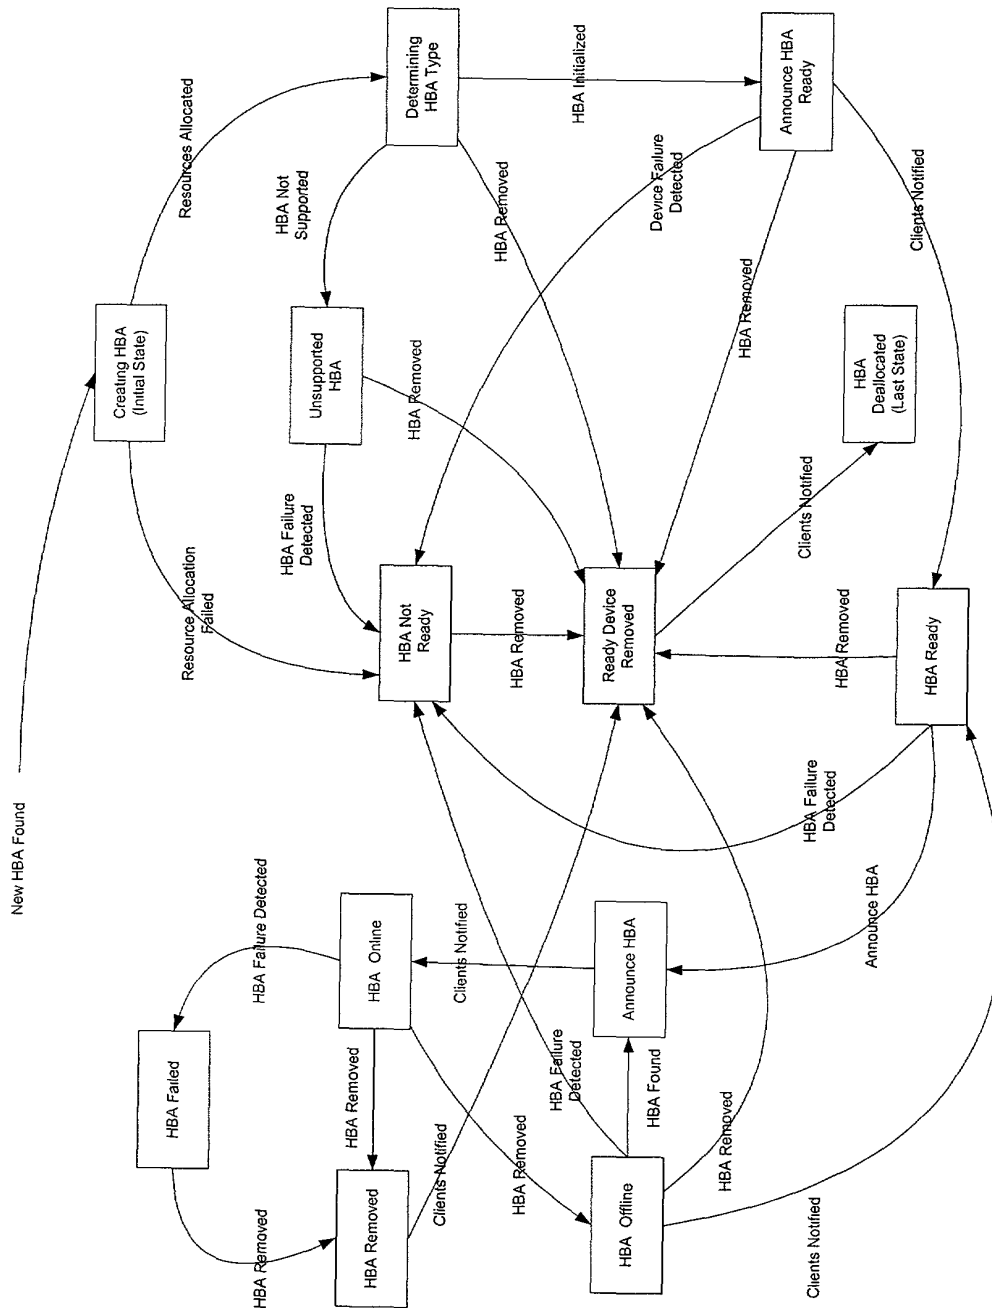 New HBA Found
HBA Failure Detected
HBA Failed
HBA Removed
HBA Removed
HBA Online
HBA Removed
Clients Notified
Clients Notified
HBA Removed
HBA Failure
Detected
HBA Offline
HBA Found
Announce HBA
HBA Removed
Clients Notified
Announce HBA
HBA Failure
Detected
Creating HBA
(Initial State)
Resource Allocation
Failed
Resources Allocated
Unsupported
HBA
HBA Failure
Detected
HBA Not
Supported
HBA Removed
HBA Not
Ready
HBA Removed
Ready Device
Removed
HBA Removed
HBA Ready
Clients Notified
HBA
Deallocated
(Last State)
Determining
HBA Type
HBA Removed
HBA Initialized
Device Failure
Detected
HBA Removed
Announce HBA
Ready
Clients Notified